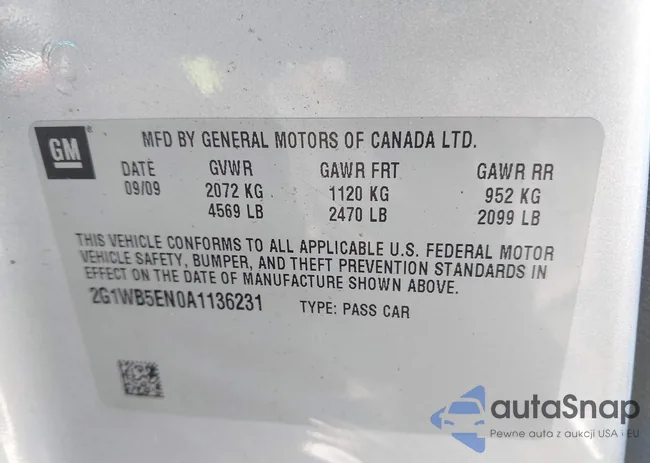 GM
MFD BY GENERAL MOTORS OF CANADA LTD.
DATE GVWR GAWR FRT GAWR RR
09/09 2072 KG 1120 KG 952 KG
4569 LB 2470 LB 2099 LB
THIS VEHICLE CONFORMS TO ALL APPLICABLE U.S. FEDERAL MOTOR
VEHICLE SAFETY, BUMPER, AND THEFT PREVENTION STANDARDS IN
EFFECT ON THE DATE OF MANUFACTURE SHOWN ABOVE.
2G1WB5EN0A1136231 TYPE: PASS CAR
autaSnap
Pewne auta z aukcji USA i EU